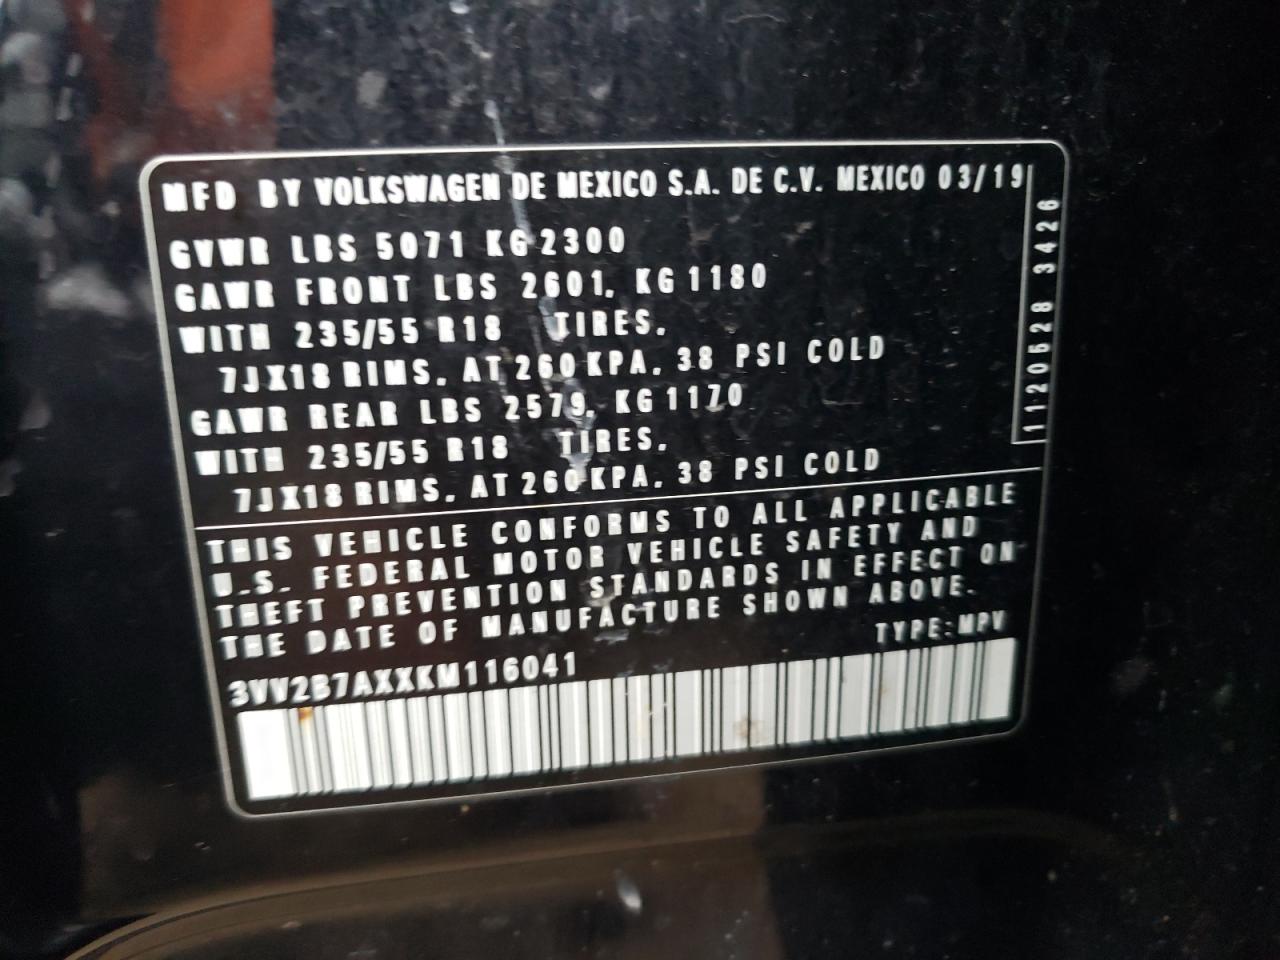 MFD BY VOLKSWAGEN DE MEXICO S.A. DE C.V. MEXICO 03/19
GVWR LBS 5071 KG 2300
GAWR FRONT LBS 2601, KG 1180
WITH 235/55 R18 TIRES,
7JX18 RIMS, AT 260 KPA, 38 PSI COLD
GAWR REAR LBS 2579, KG 1170
WITH 235/55 R18 TIRES,
7JX18 RIMS, AT 260 KPA, 38 PSI COLD
1120528 3426
THIS VEHICLE CONFORMS TO ALL APPLICABLE
U.S. FEDERAL MOTOR VEHICLE SAFETY AND
THEFT PREVENTION STANDARDS IN EFFECT ON
THE DATE OF MANUFACTURE SHOWN ABOVE.
3VV2B7AXXKM116041 TYPE:MPV